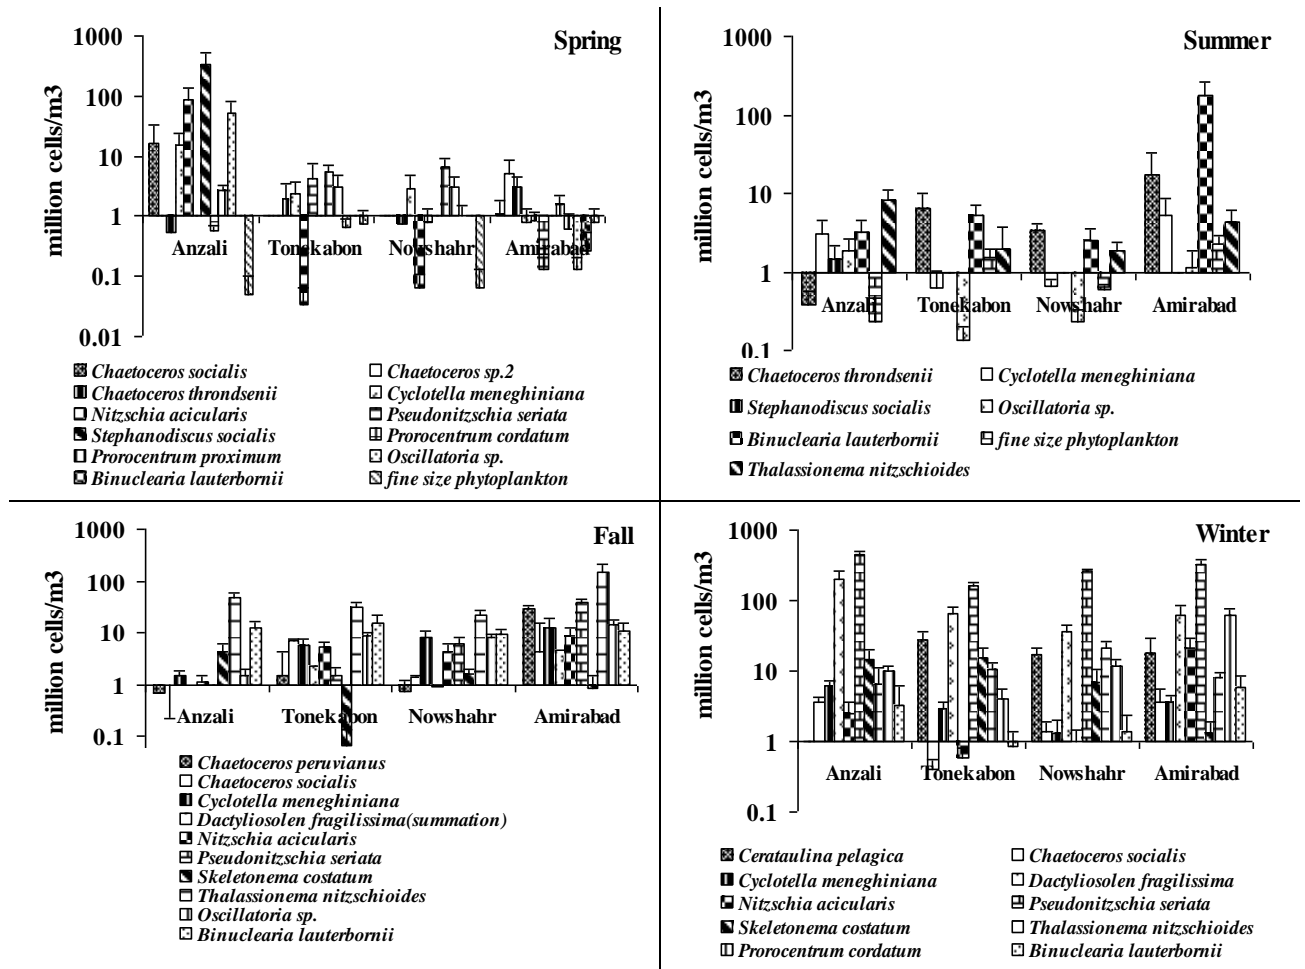 Spring
million cells/m3
1000
100
10
1
0.1
0.01
Anzali Tonekabon Nowshahr Amirabad
Chaetoceros socialis Chaetoceros sp.2
Chaetoceros throndsenii Cyclotella meneghiniana
Nitzschia acicularis Pseudonitzschia seriata
Stephanodiscus socialis Prorocentrum cordatum
Prorocentrum proximum Oscillatoria sp.
Binuclearia lauterbornii fine size phytoplankton
Summer
million cells/m3
1000
100
10
1
0.1
Anzali Tonekabon Nowshahr Amirabad
Chaetoceros throndsenii Cyclotella meneghiniana
Stephanodiscus socialis Oscillatoria sp.
Binuclearia lauterbornii fine size phytoplankton
Thalassionema nitzschioides
Fall
million cells/m3
1000
100
10
1
0.1
Anzali Tonekabon Nowshahr Amirabad
Chaetoceros peruvianus
Chaetoceros socialis
Cyclotella meneghiniana
Dactyliosolen fragilissima(summation)
Nitzschia acicularis
Pseudonitzschia seriata
Skeletonema costatum
Thalassionema nitzschioides
Oscillatoria sp.
Binuclearia lauterbornii
Winter
million cells/m3
1000
100
10
1
0.1
Anzali Tonekabon Nowshahr Amirabad
Cerataulina pelagica Chaetoceros socialis
Cyclotella meneghiniana Dactyliosolen fragilissima
Nitzschia acicularis Pseudonitzschia seriata
Skeletonema costatum Thalassionema nitzschioides
Prorocentrum cordatum Binuclearia lauterbornii